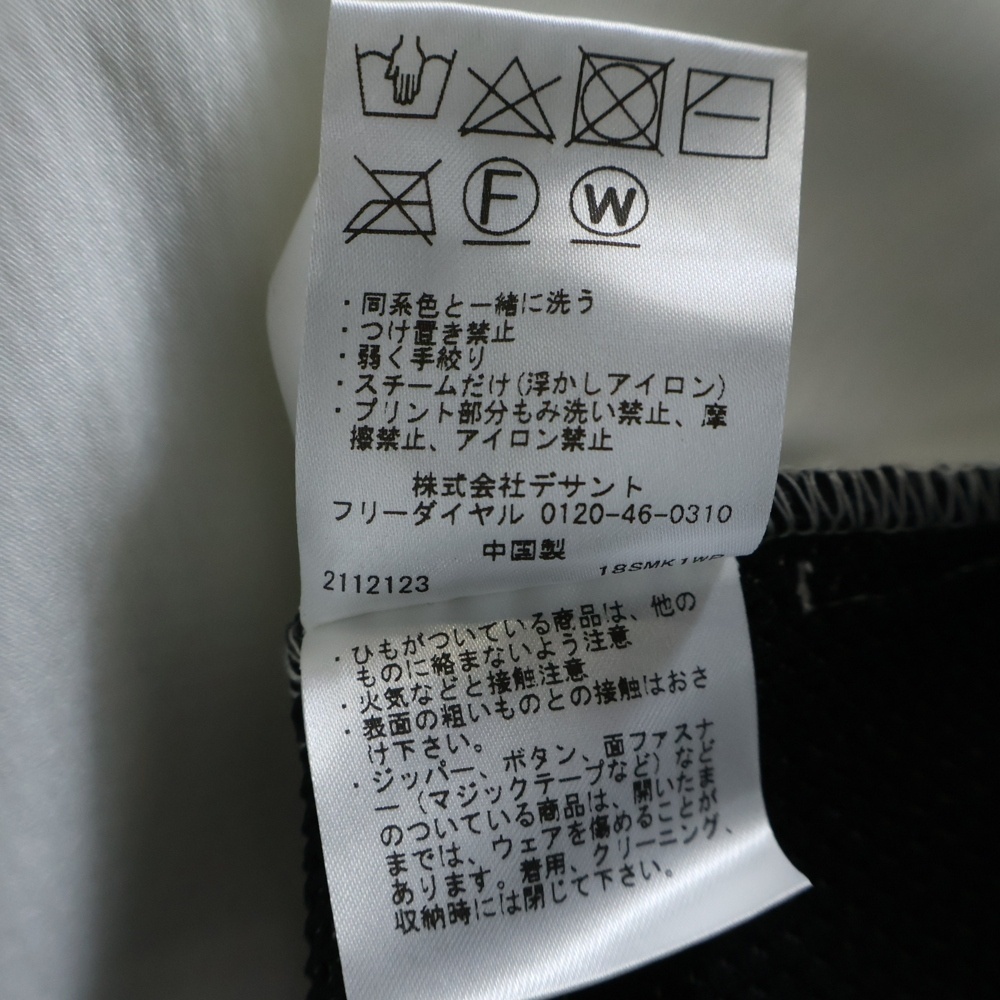 F W
・同系色と一緒に洗う
・つけ置き禁止
・弱く手絞り
・スチームだけ(浮かしアイロン)
・プリント部分もみ洗い禁止、摩
擦禁止、アイロン禁止
株式会社デサント
フリーダイヤル 0120-46-0310
中国製
2112123 18SMK1WP
・ひもがついている商品は、他の
ものに絡まないよう注意
・火気などと接触注意
・表面の粗いものとの接触はおさ
け下さい。
・ジッパー、ボタン、面ファスナ
ー（マジックテープなど）など
のついている商品は、開いたま
までは、ウェアを傷めることが
あります。着用、クリーニング、
収納時には閉じて下さい。